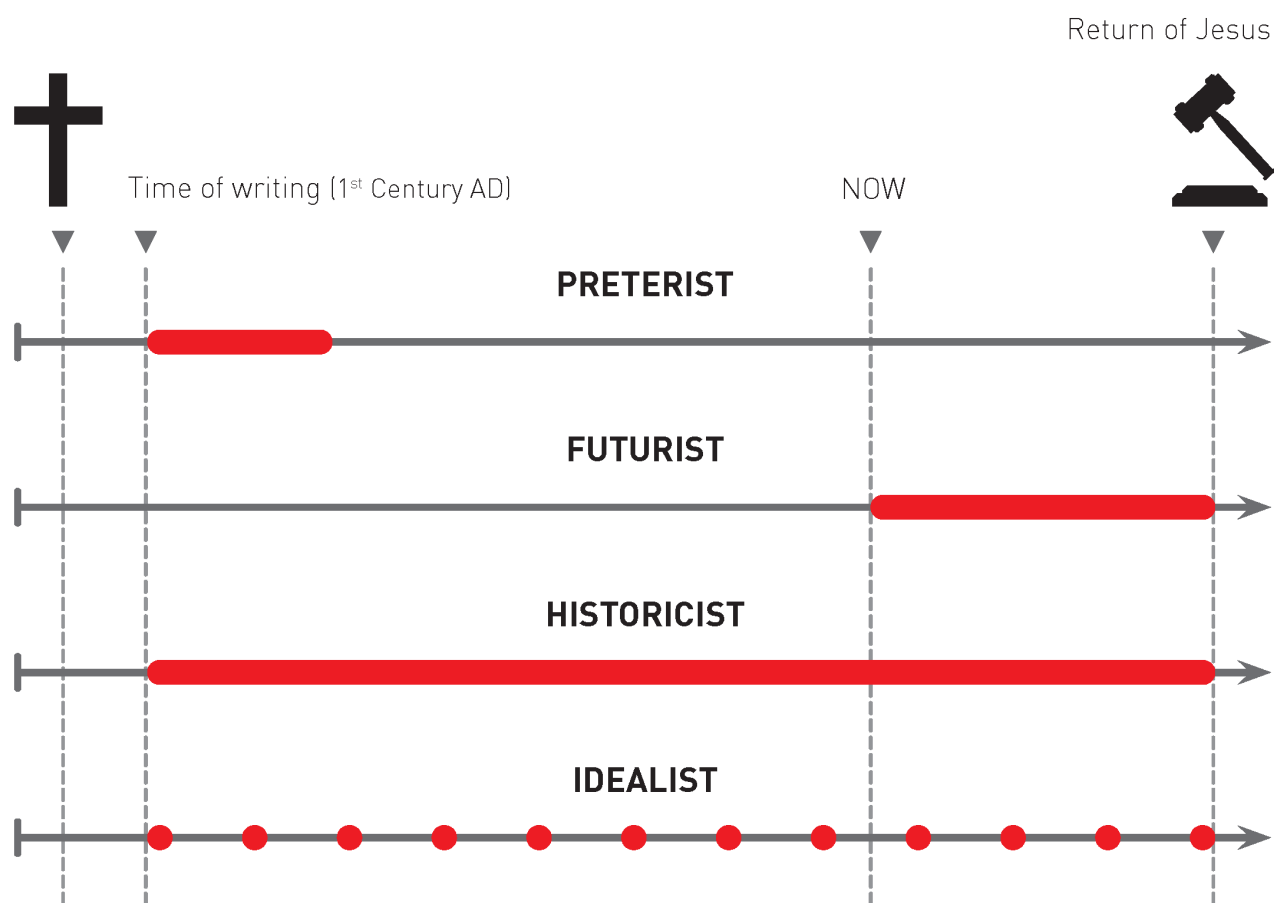 Return of Jesus
Time of writing (1st Century AD)
NOW
PRETERIST
FUTURIST
HISTORICIST
IDEALIST